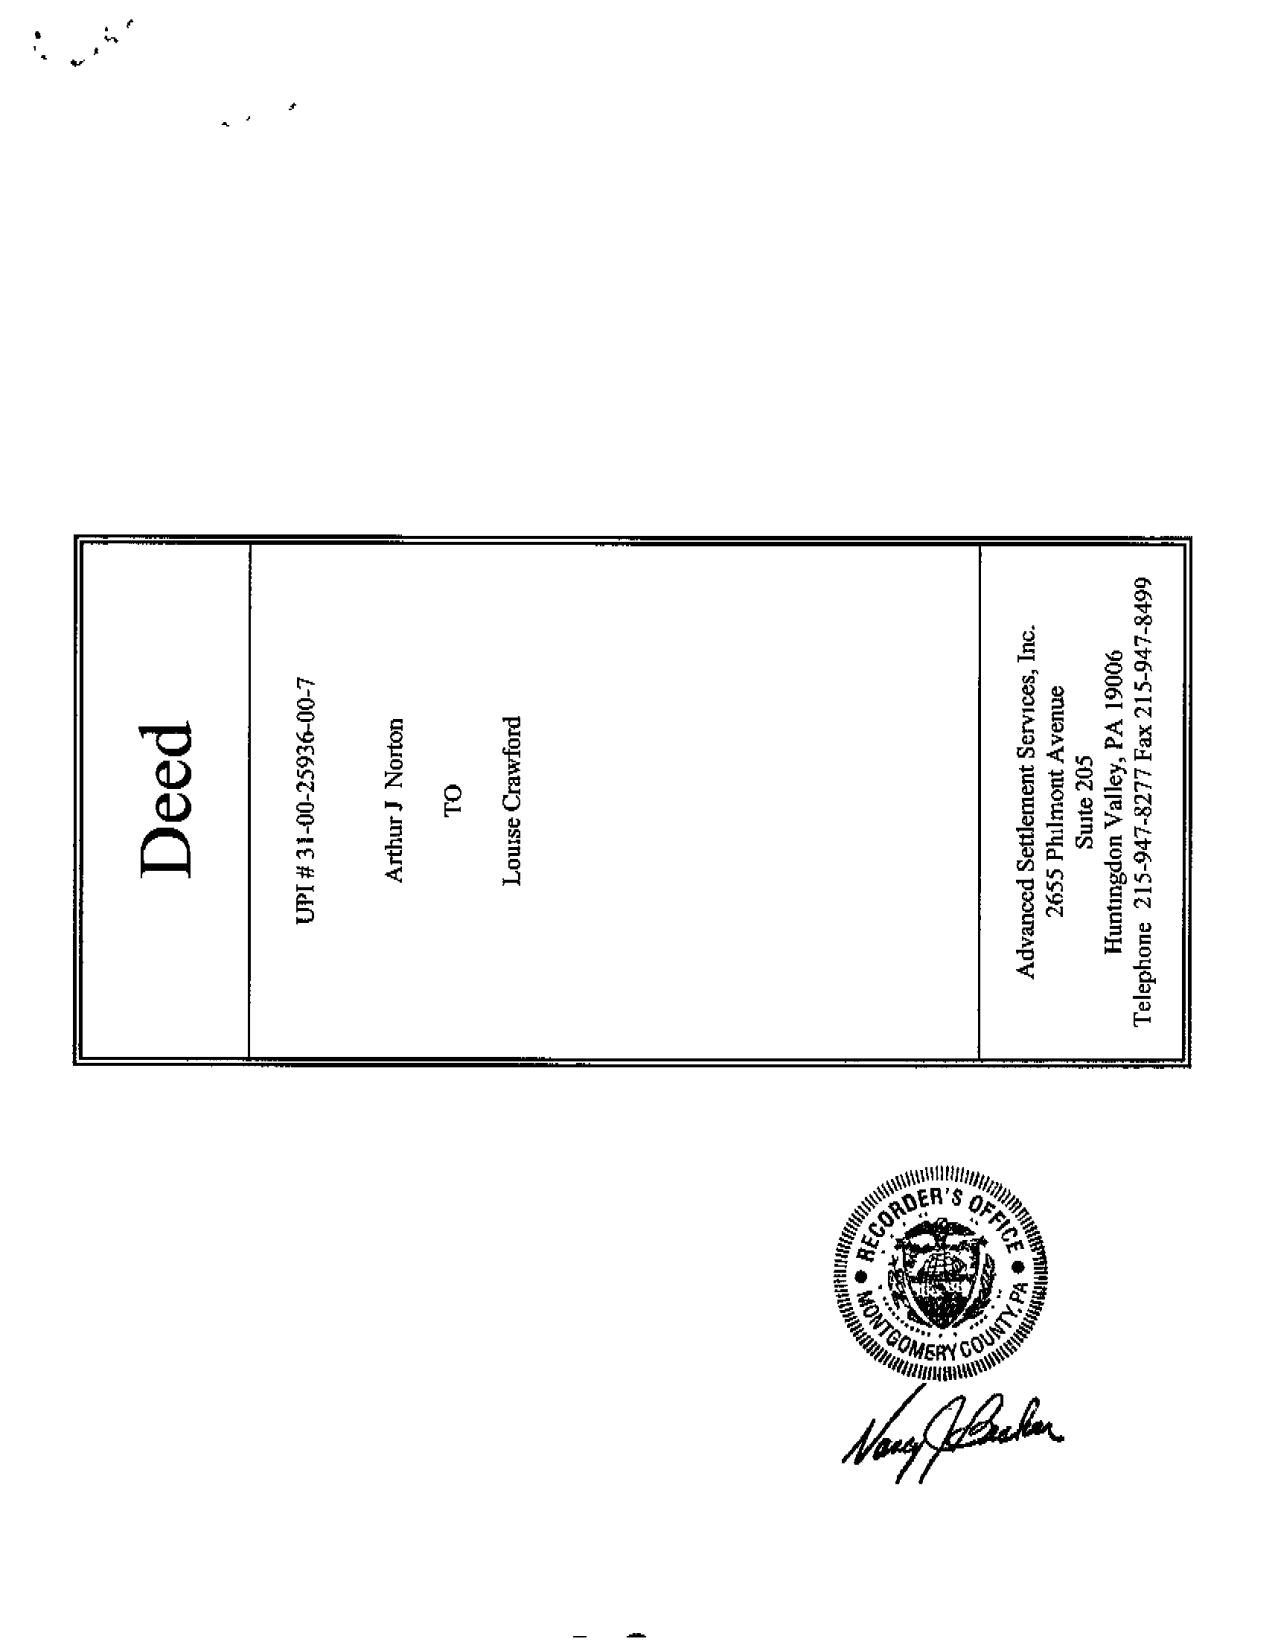 Deed
UPI # 31-00-25936-00-7
Arthur J Norton
TO
Louise Crawford
Advanced Settlement Services, Inc.
2655 Philmont Avenue
Suite 205
Huntingdon Valley, PA 19006
Telephone 215-947-8277 Fax 215-947-8499
RECORDER'S OFFICE
MONTGOMERY COUNTY, PA
Nancy J. Becker